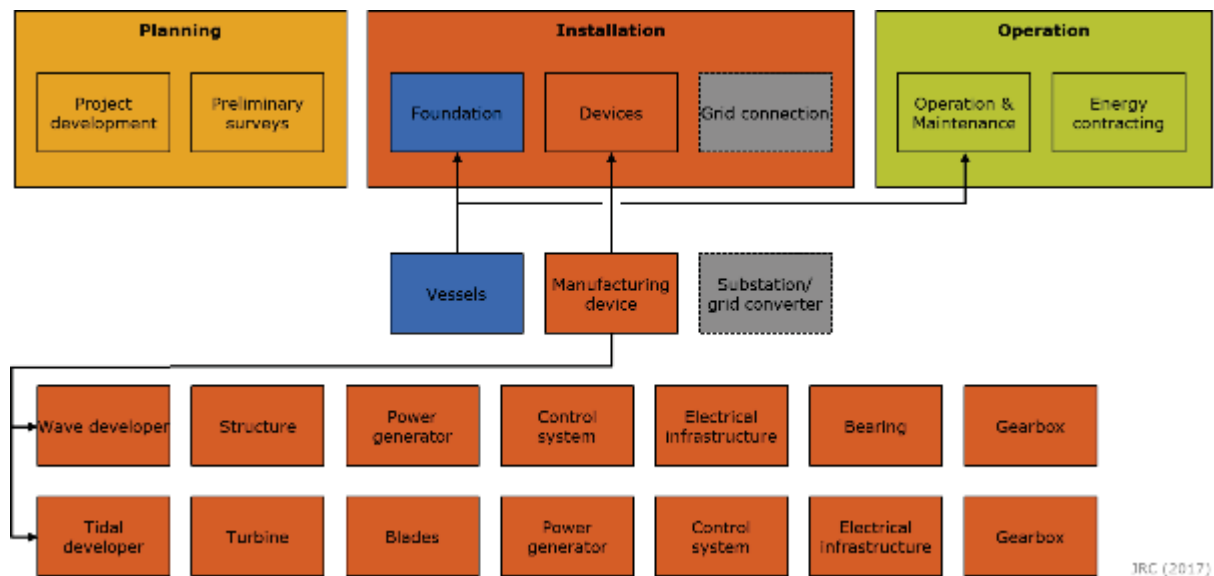 Planning
Installation
Operation
Project
development
Preliminary
surveys
Foundation
Devices
Grid connection
Operation &
Maintenance
Energy
contracting
Vessels
Manufacturing
device
Substation/
grid converter
Wave developer
Structure
Power
generator
Control
system
Electrical
infrastructure
Bearing
Gearbox
Tidal
developer
Turbine
Blades
Power
generator
Control
system
Electrical
infrastructure
Gearbox
JRC (2017)